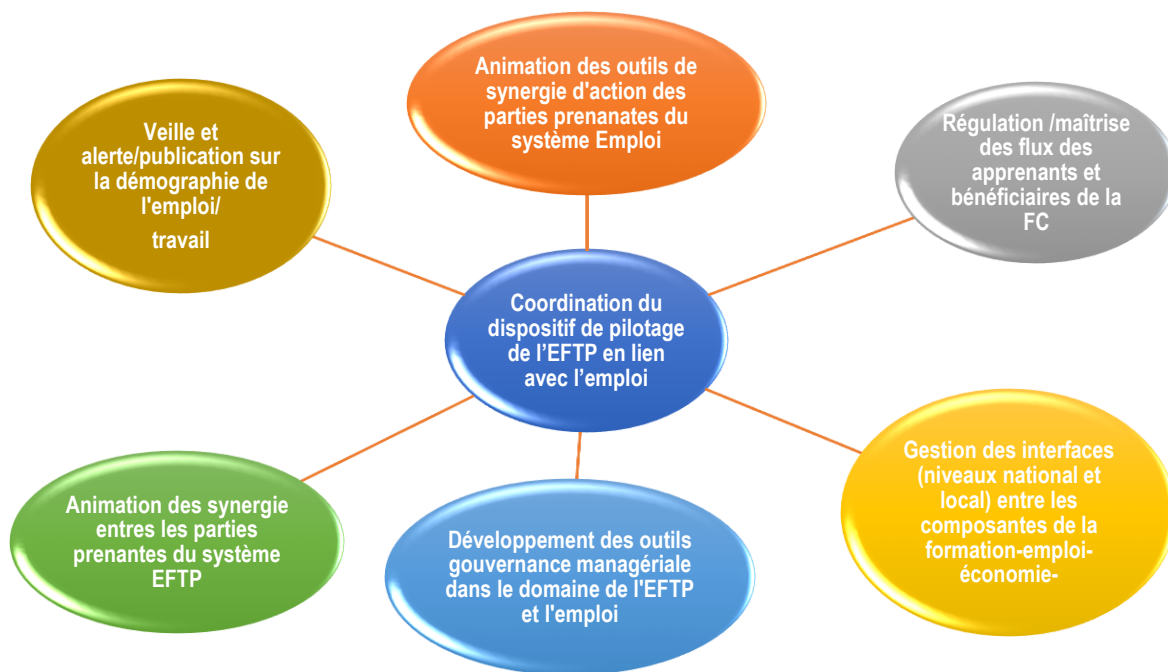 Animation des outils de
synergie d'action des
parties prenanates du
système Emploi
Veille et
alerte/publication sur
la démographie de
l'emploi/
travail
Régulation /maîtrise
des flux des
apprenants et
bénéficiaires de la
FC
Coordination du
dispositif de pilotage
de l’EFTP en lien
avec l’emploi
Animation des synergie
entres les parties
prenantes du système
EFTP
Développement des outils
gouvernance managériale
dans le domaine de l'EFTP
et l'emploi
Gestion des interfaces
(niveaux national et
local) entre les
composantes de la
formation-emploi-
économie-